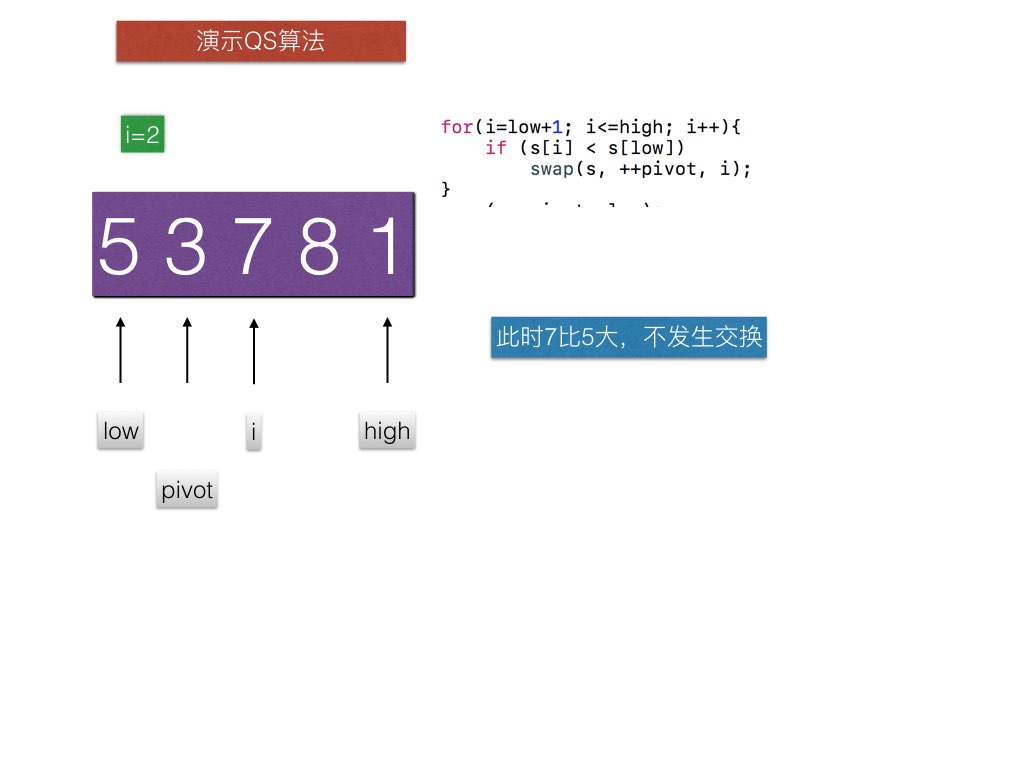 演示QS算法
i=2
for(i=low+1; i<=high; i++){
if (s[i] < s[low])
swap(s, ++pivot, i);
}
5 3 7 8 1
此时7比5大，不发生交换
low
i
high
pivot